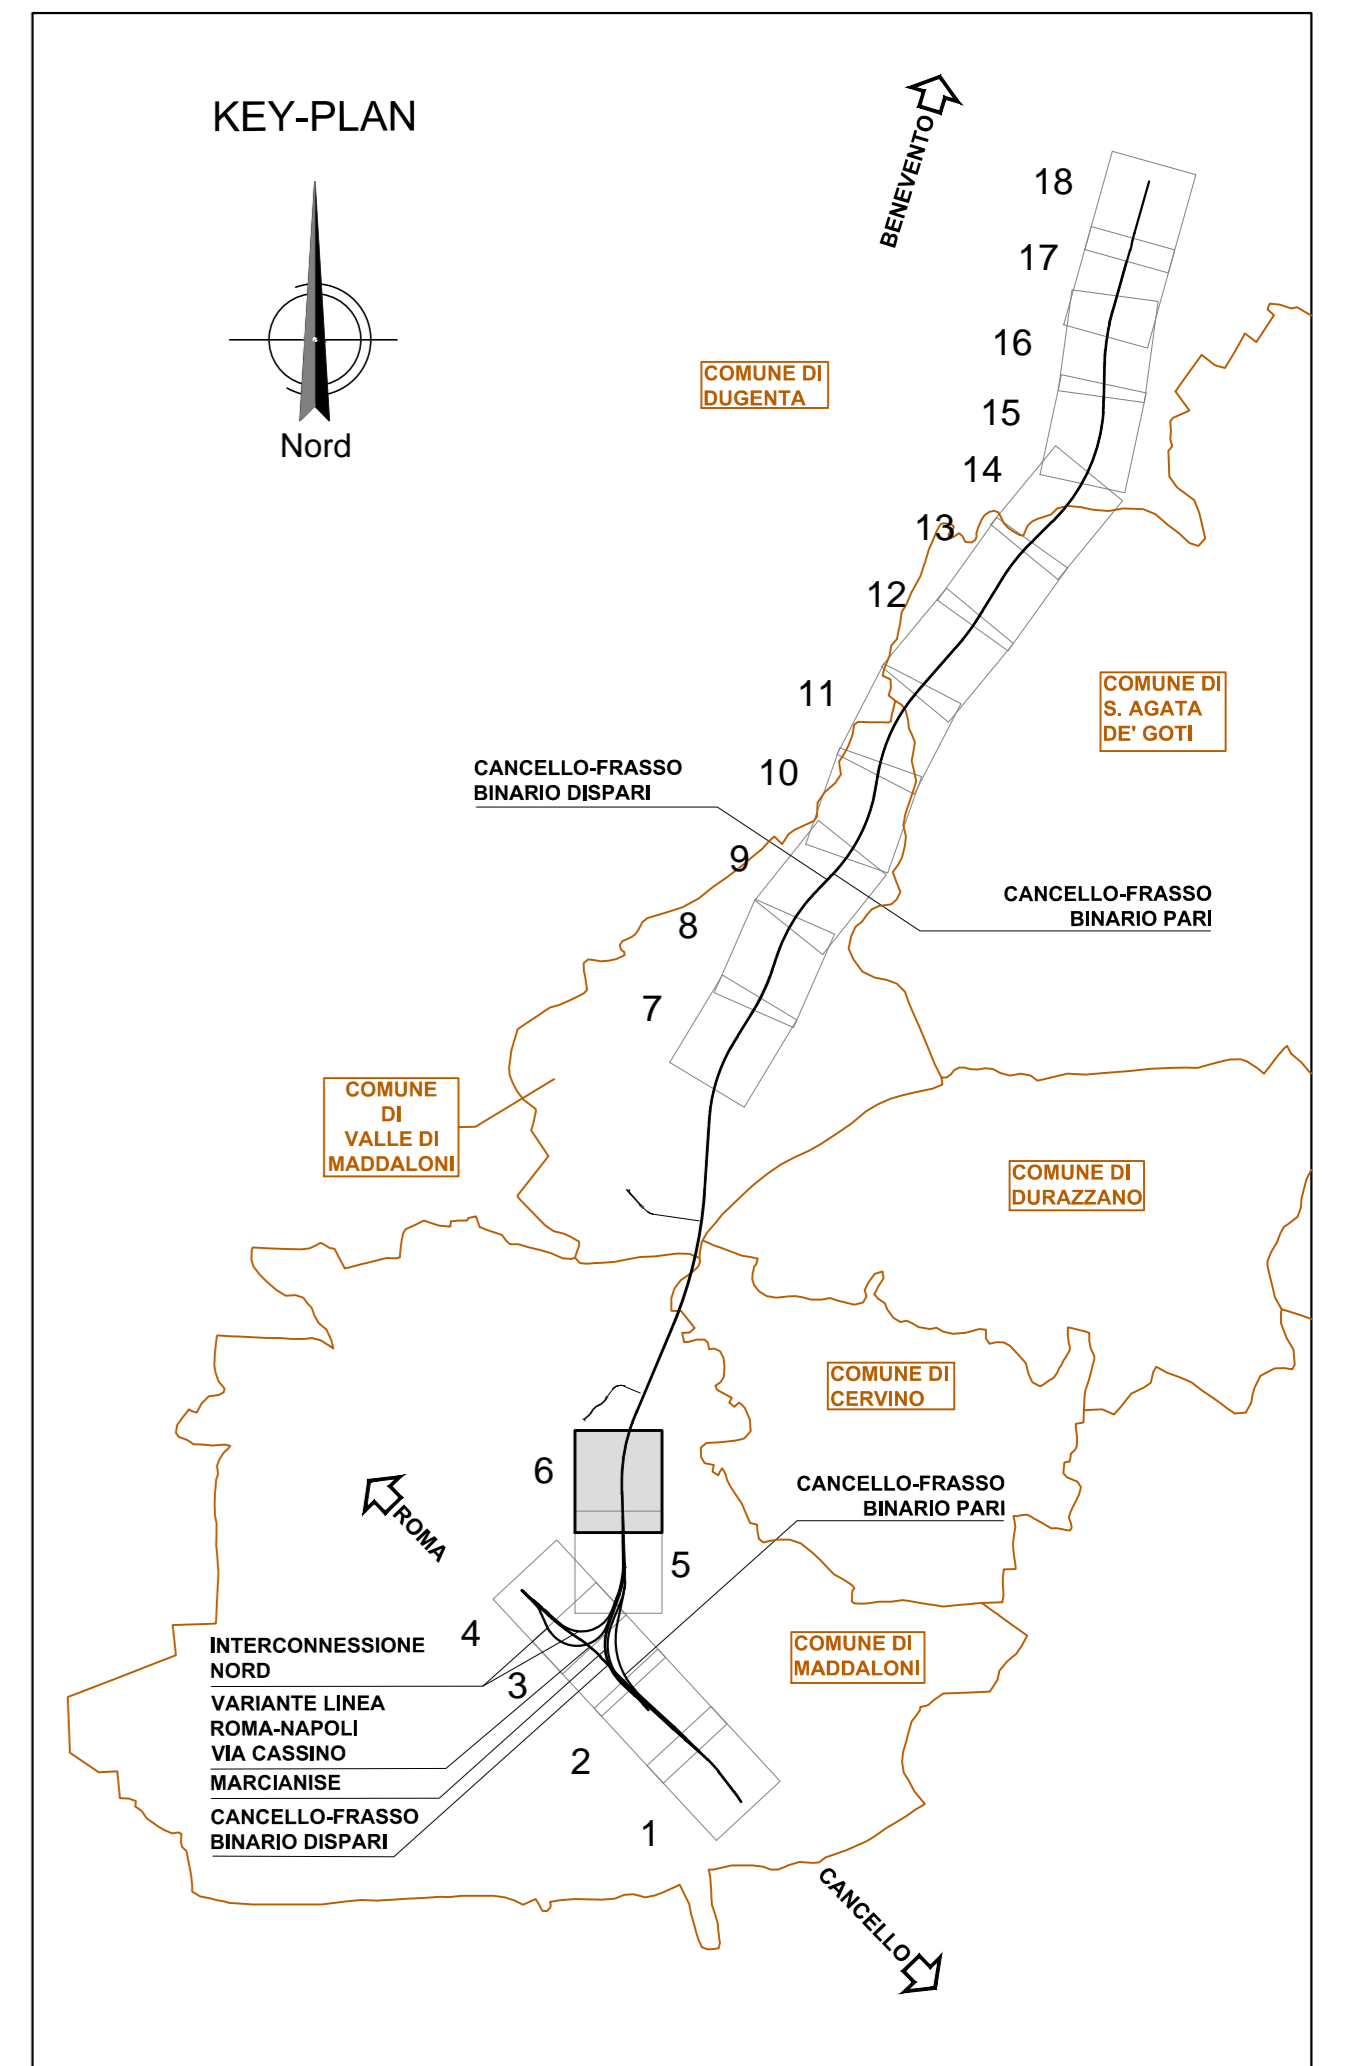 KEY-PLAN
Nord
BENEVENTO
18
17
16
15
14
13
12
11
10
9
8
7
COMUNE DI
DUGENTA
COMUNE DI
S. AGATA
DE' GOTI
CANCELLO-FRASSO
BINARIO DISPARI
CANCELLO-FRASSO
BINARIO PARI
COMUNE
DI
VALLE DI
MADDALONI
COMUNE DI
DURAZZANO
COMUNE DI
CERVINO
6
ROMA
CANCELLO-FRASSO
BINARIO PARI
5
4
3
2
1
INTERCONNESSIONE
NORD
VARIANTE LINEA
ROMA-NAPOLI
VIA CASSINO
MARCIANISE
CANCELLO-FRASSO
BINARIO DISPARI
COMUNE DI
MADDALONI
CANCELLO